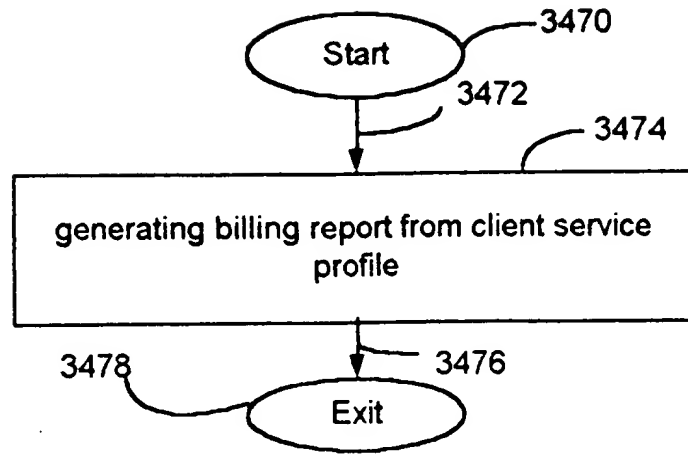 3470
Start
3472
3474
generating billing report from client service
profile
3476
3478
Exit